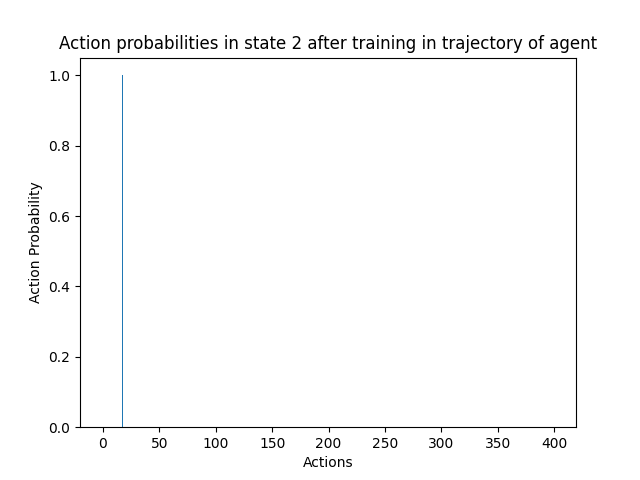 Action probabilities in state 2 after training in trajectory of agent
1.0
0.8
0.6
0.4
0.2
0.0
Action Probability
0 50 100 150 200 250 300 350 400
Actions